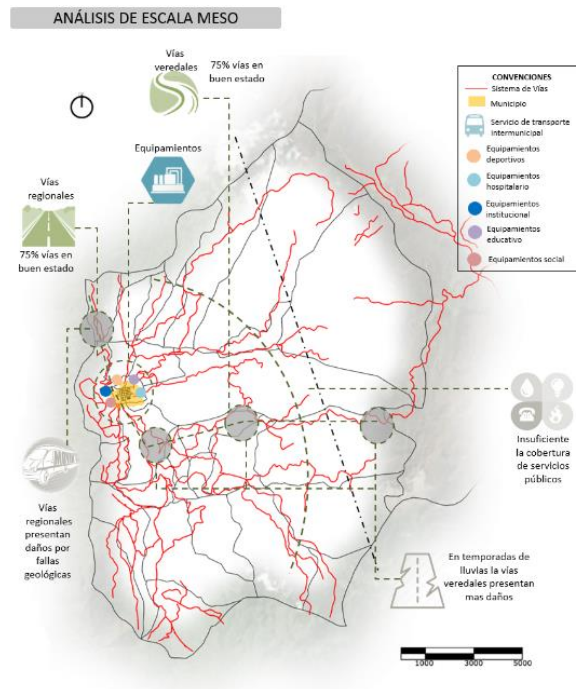 ANÁLISIS DE ESCALA MESO
Vías
veredales
75% vías en
buen estado
Equipamientos
Vías
regionales
75% vías en
buen estado
CONVENCIONES
Sistema de Vías
Municipio
Servicio de transporte
intermunicipal
Equipamientos
deportivos
Equipamientos
hospitalario
Equipamientos
institucional
Equipamientos
educativo
Equipamientos social
Insuficiente
la cobertura
de servicios
públicos
Vías
regionales
presentan
daños por
fallas
geológicas
En temporadas de
lluvias la vías
veredales presentan
mas daños
1000 3000 5000